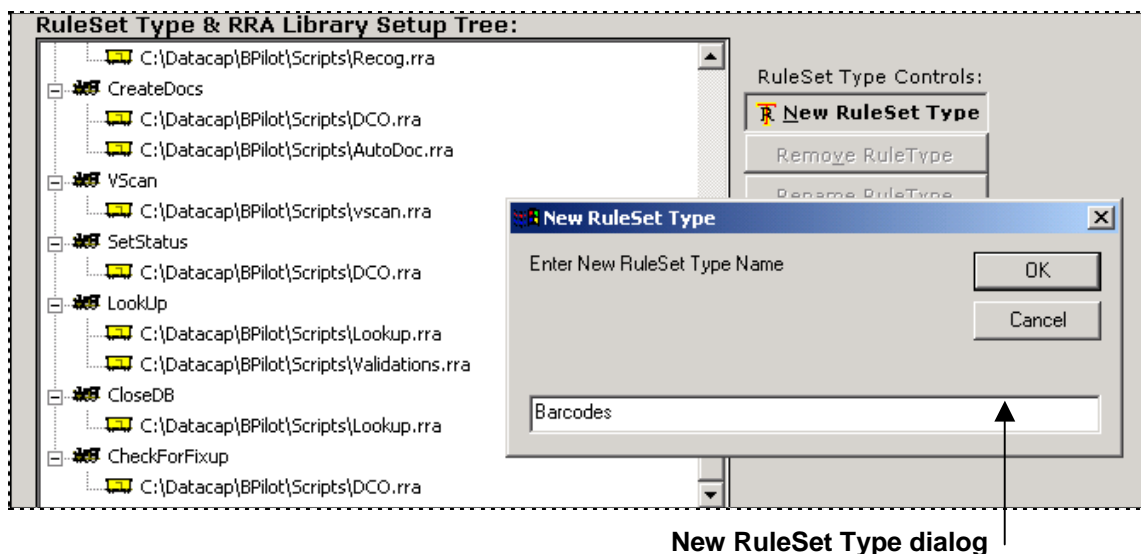 RuleSet Type & RRA Library Setup Tree:
C:\Datacap\BPilot\Scripts\Recog.rra
CreateDocs
C:\Datacap\BPilot\Scripts\DCO.rra
C:\Datacap\BPilot\Scripts\AutoDoc.rra
VScan
C:\Datacap\BPilot\Scripts\vscan.rra
SetStatus
C:\Datacap\BPilot\Scripts\DCO.rra
LookUp
C:\Datacap\BPilot\Scripts\Lookup.rra
C:\Datacap\BPilot\Scripts\Validations.rra
CloseDB
C:\Datacap\BPilot\Scripts\Lookup.rra
CheckForFixup
C:\Datacap\BPilot\Scripts\DCO.rra
RuleSet Type Controls:
New RuleSet Type
Remove RuleType
Rename RuleType
New RuleSet Type
Enter New RuleSet Type Name
OK
Cancel
Barcodes
New RuleSet Type dialog